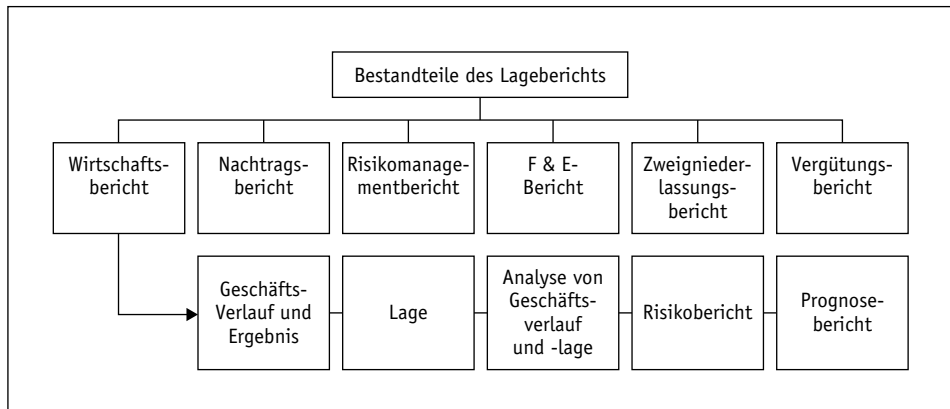 Bestandteile des Lageberichts
Wirtschafts-
bericht
Nachtrags-
bericht
Risikomanage-
mentbericht
F & E-
Bericht
Zweignieder-
lassungs-
bericht
Vergütungs-
bericht
Geschäfts-
Verlauf und
Ergebnis
Lage
Analyse von
Geschäfts-
verlauf
und -lage
Risikobericht
Prognose-
bericht